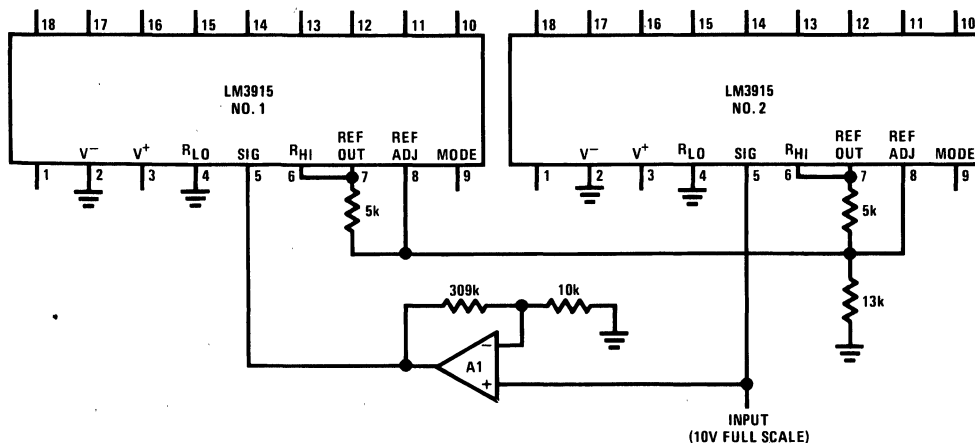 18 17 16 15 14 13 12 11 10
18 17 16 15 14 13 12 11 10
LM3915
NO. 1
LM3915
NO. 2
V− V+ RLO SIG RHI REF OUT REF ADJ MODE
V− V+ RLO SIG RHI REF OUT REF ADJ MODE
1 2 3 4 5 6 7 8 9
1 2 3 4 5 6 7 8 9
5k
5k
309k
10k
13k
−
A1
+
INPUT
(10V FULL SCALE)